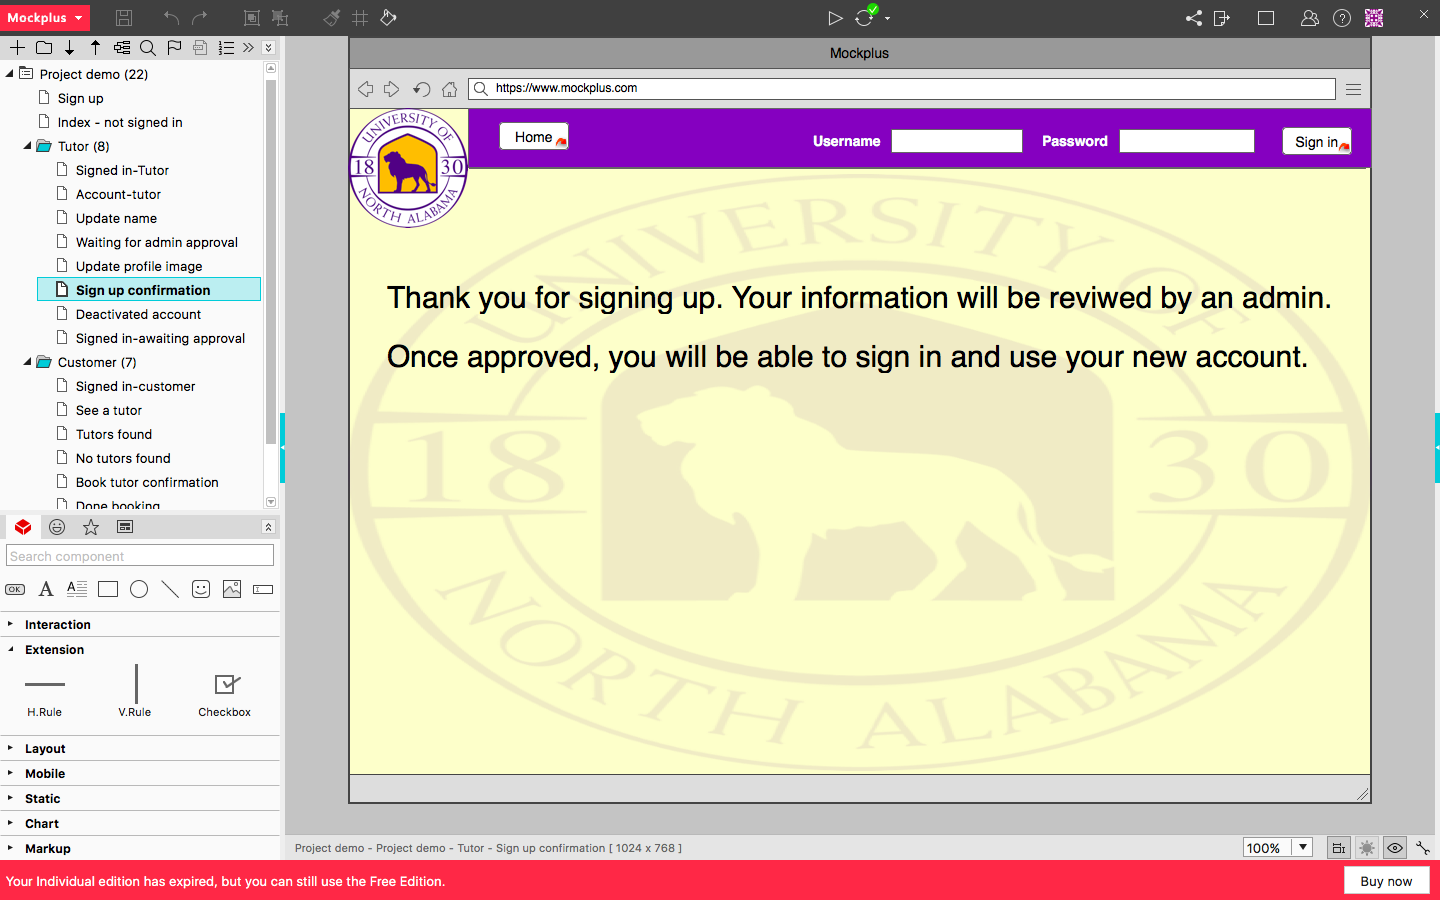 Mockplus
Mockplus
https://www.mockplus.com
Project demo (22)
Sign up
Index - not signed in
Tutor (8)
Signed in-Tutor
Account-tutor
Update name
Waiting for admin approval
Update profile image
Sign up confirmation
Deactivated account
Signed in-awaiting approval
Customer (7)
Signed in-customer
See a tutor
Tutors found
No tutors found
Book tutor confirmation
Done booking
Search component
OK
A
A
Interaction
Extension
H.Rule
V.Rule
Checkbox
Layout
Mobile
Static
Chart
Markup
UNIVERSITY OF
1830
NORTH ALABAMA
Home
Username
Password
Sign in
UNIVERSITY OF
Thank you for signing up. Your information will be reviwed by an admin.
Once approved, you will be able to sign in and use your new account.
1830
NORTH ALABAMA
Project demo - Project demo - Tutor - Sign up confirmation [ 1024 x 768 ]
100%
Your Individual edition has expired, but you can still use the Free Edition.
Buy now